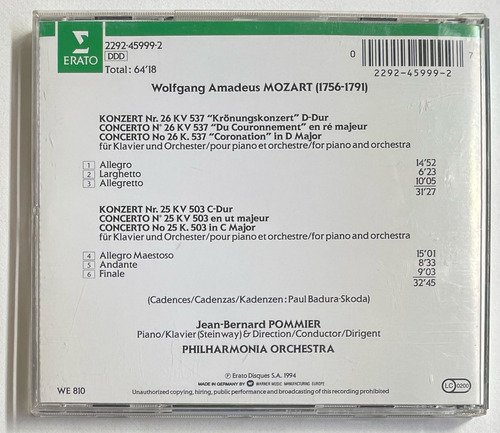 ERATO
2292-45999-2
DDD
Total: 64'18
0 7
2292-45999-2
Wolfgang Amadeus MOZART (1756-1791)
KONZERT Nr. 26 KV 537 "Krönungskonzert" D-Dur
CONCERTO N° 26 KV 537 "Du Couronnement" en ré majeur
CONCERTO No 26 K. 537 "Coronation" in D Major
für Klavier und Orchester/pour piano et orchestre/for piano and orchestra
1 Allegro 14'52
2 Larghetto 6'23
3 Allegretto 10'05
31'27
KONZERT Nr. 25 KV 503 C-Dur
CONCERTO N° 25 KV 503 en ut majeur
CONCERTO No 25 K. 503 in C Major
für Klavier und Orchester/pour piano et orchestre/for piano and orchestra
4 Allegro Maestoso 15'01
5 Andante 8'33
6 Finale 9'03
32'45
(Cadences/Cadenzas/Kadenzen: Paul Badura-Skoda)
Jean-Bernard POMMIER
Piano/Klavier (Steinway) & Direction/Conductor/Dirigent
PHILHARMONIA ORCHESTRA
℗ Erato Disques S.A. 1994
MADE IN GERMANY BY WARNER MUSIC MANUFACTURING EUROPE
WE 810
LC 0200
Unauthorized copying, hiring, public performance and broadcasting of this recording prohibited